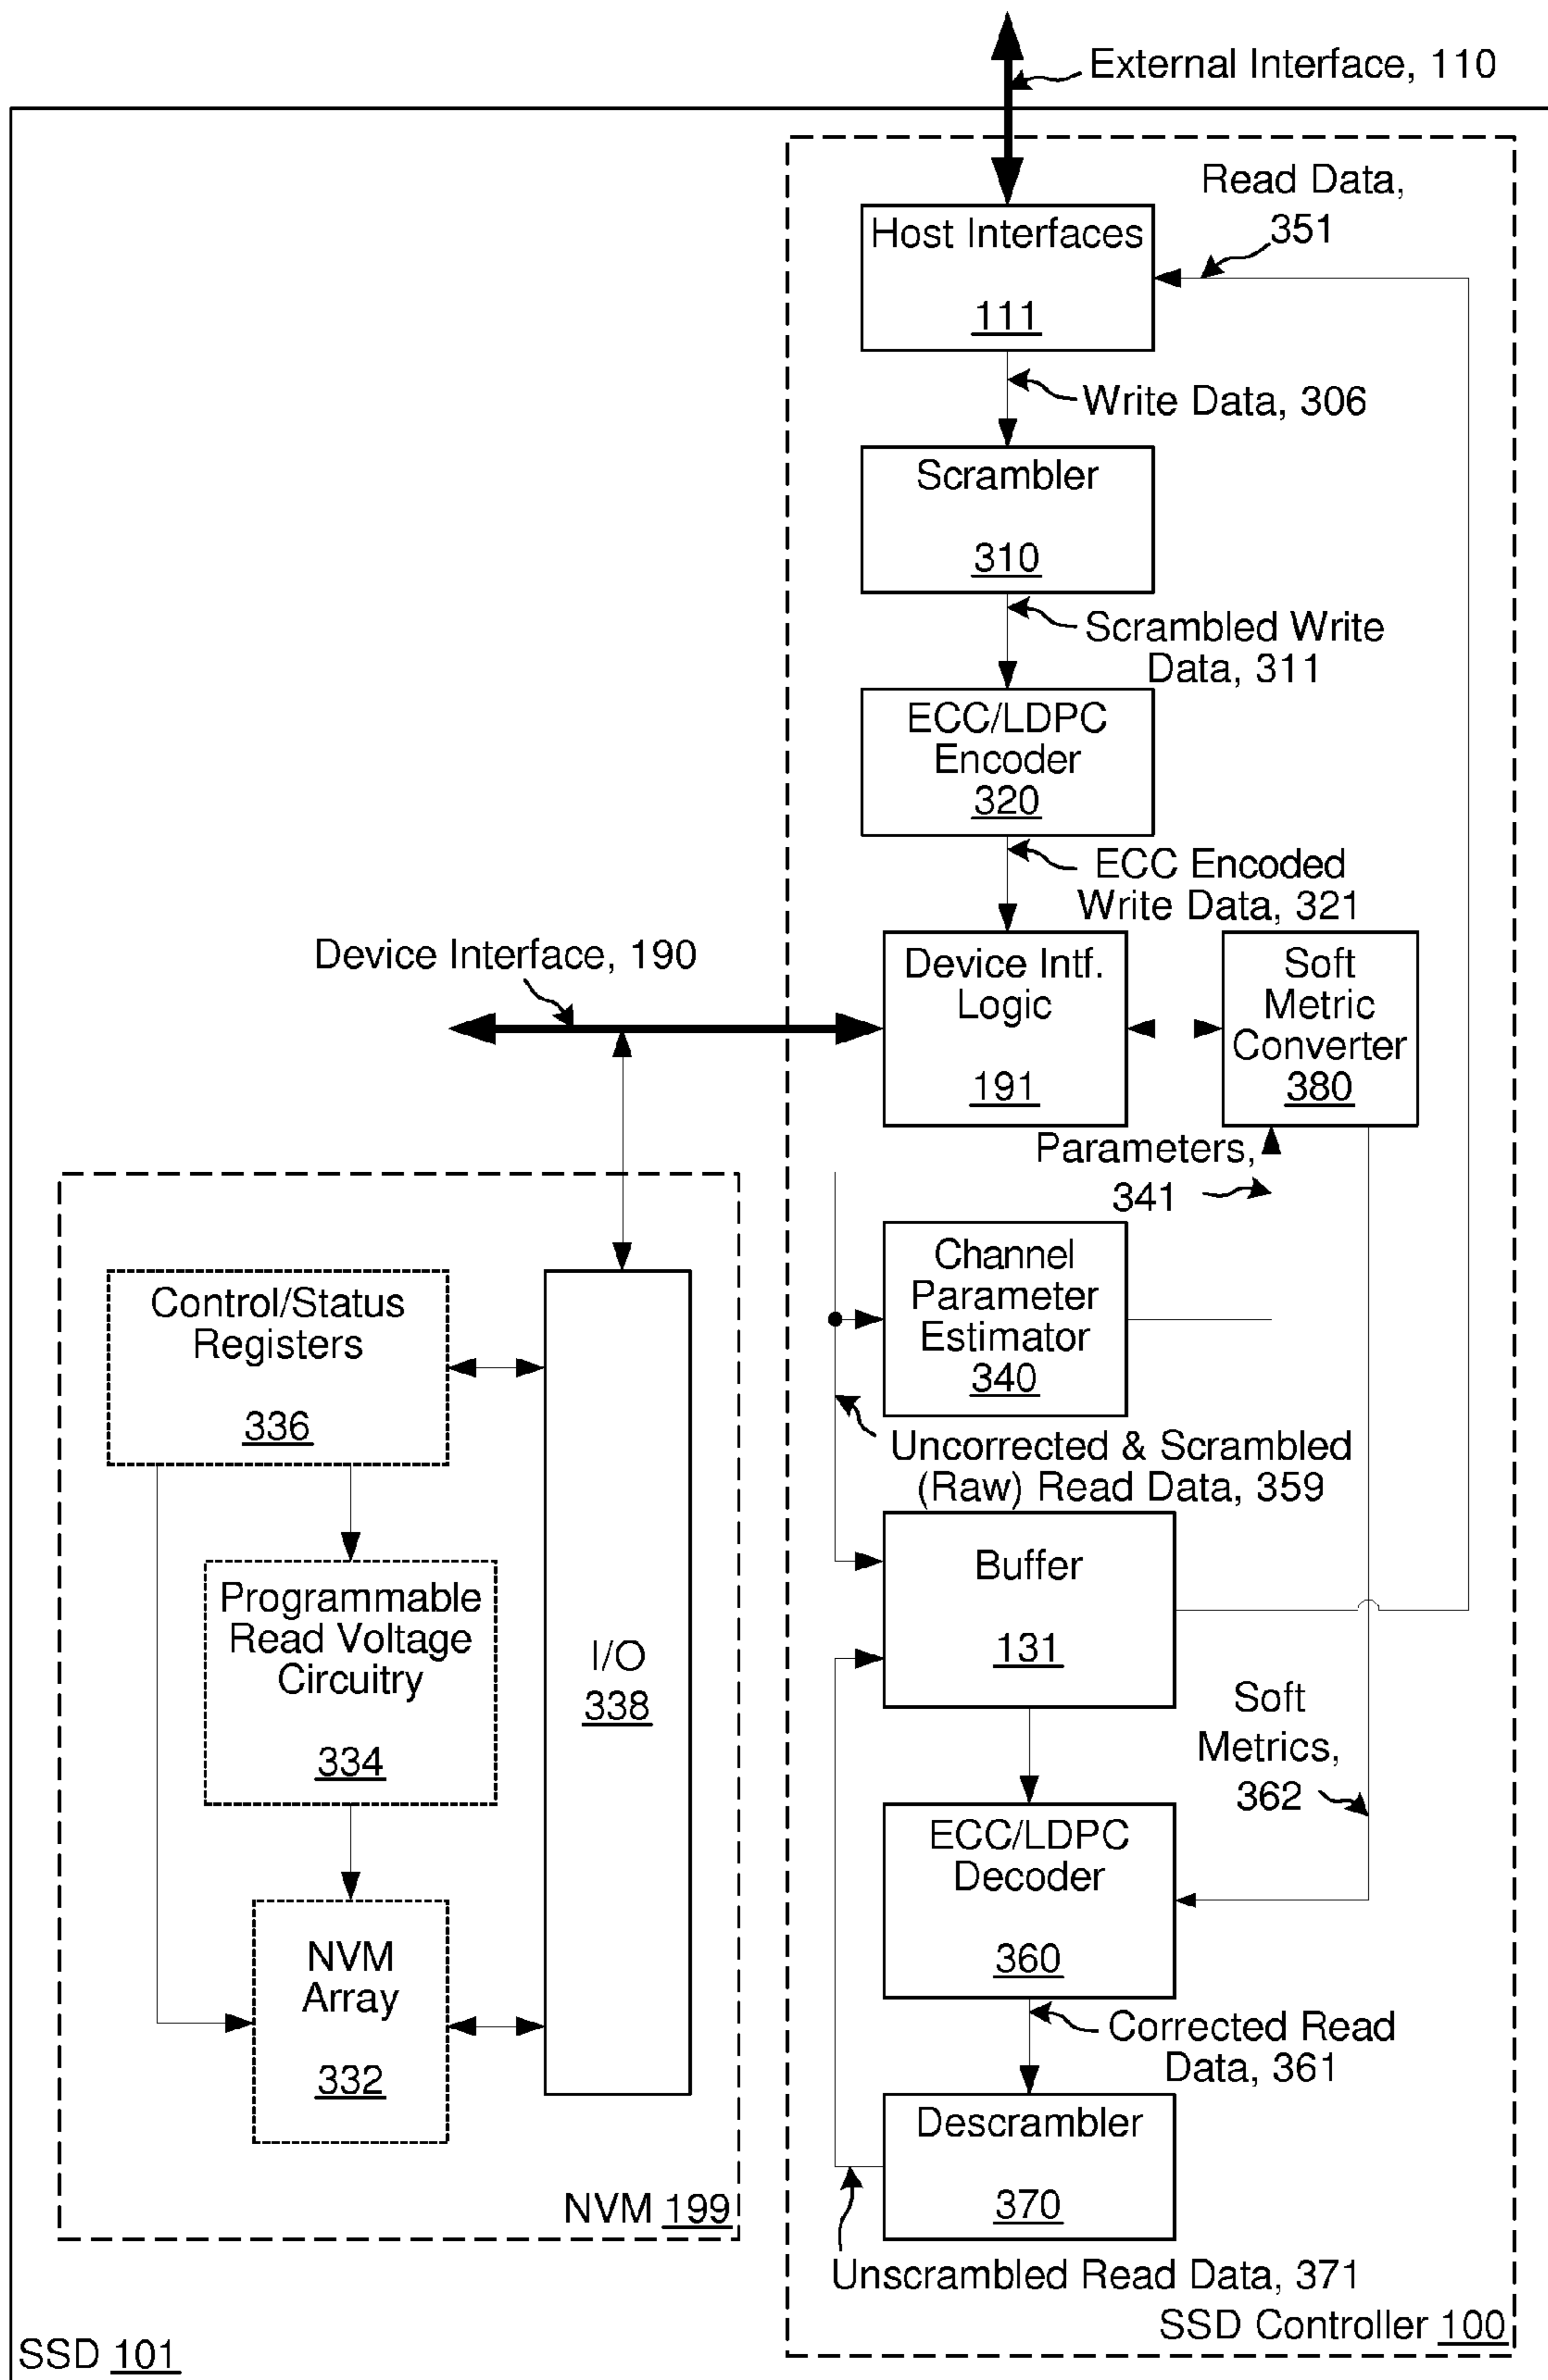 External Interface, 110
Read Data,
351
Host Interfaces
111
Write Data, 306
Scrambler
310
Scrambled Write
Data, 311
ECC/LDPC
Encoder
320
ECC Encoded
Write Data, 321
Device Interface, 190
Device Intf.
Logic
191
Soft
Metric
Converter
380
Parameters,
341
Channel
Parameter
Estimator
340
Uncorrected & Scrambled
(Raw) Read Data, 359
Control/Status
Registers
336
Programmable
Read Voltage
Circuitry
334
I/O
338
NVM
Array
332
NVM 199
Buffer
131
Soft
Metrics,
362
ECC/LDPC
Decoder
360
Corrected Read
Data, 361
Descrambler
370
Unscrambled Read Data, 371
SSD Controller 100
SSD 101